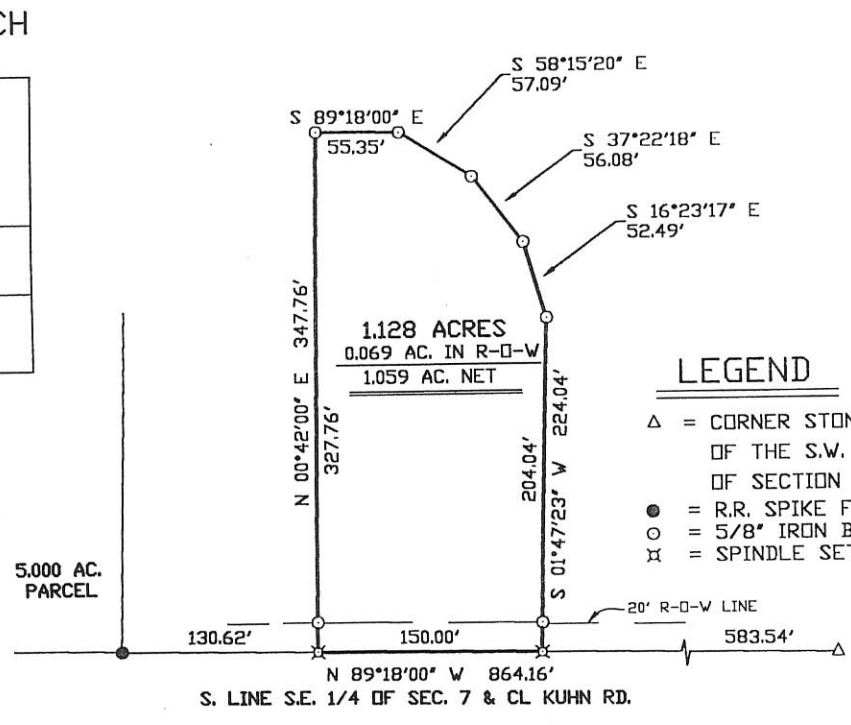 CH
S 58°15'20" E
57.09'
S 89°18'00" E
55.35'
S 37°22'18" E
56.08'
S 16°23'17" E
52.49'
N 00°42'00" E 347.76'
327.76'
1.128 ACRES
0.069 AC. IN R-O-W
1.059 AC. NET
204.04'
S 01°47'23" W 224.04'
LEGEND
△ = CORNER STON
OF THE S.W.
OF SECTION
● = R.R. SPIKE F
○ = 5/8" IRON B
¤ = SPINDLE SET
5.000 AC.
PARCEL
20' R-O-W LINE
130.62'
150.00'
583.54'
N 89°18'00" W 864.16'
S. LINE S.E. 1/4 OF SEC. 7 & CL KUHN RD.